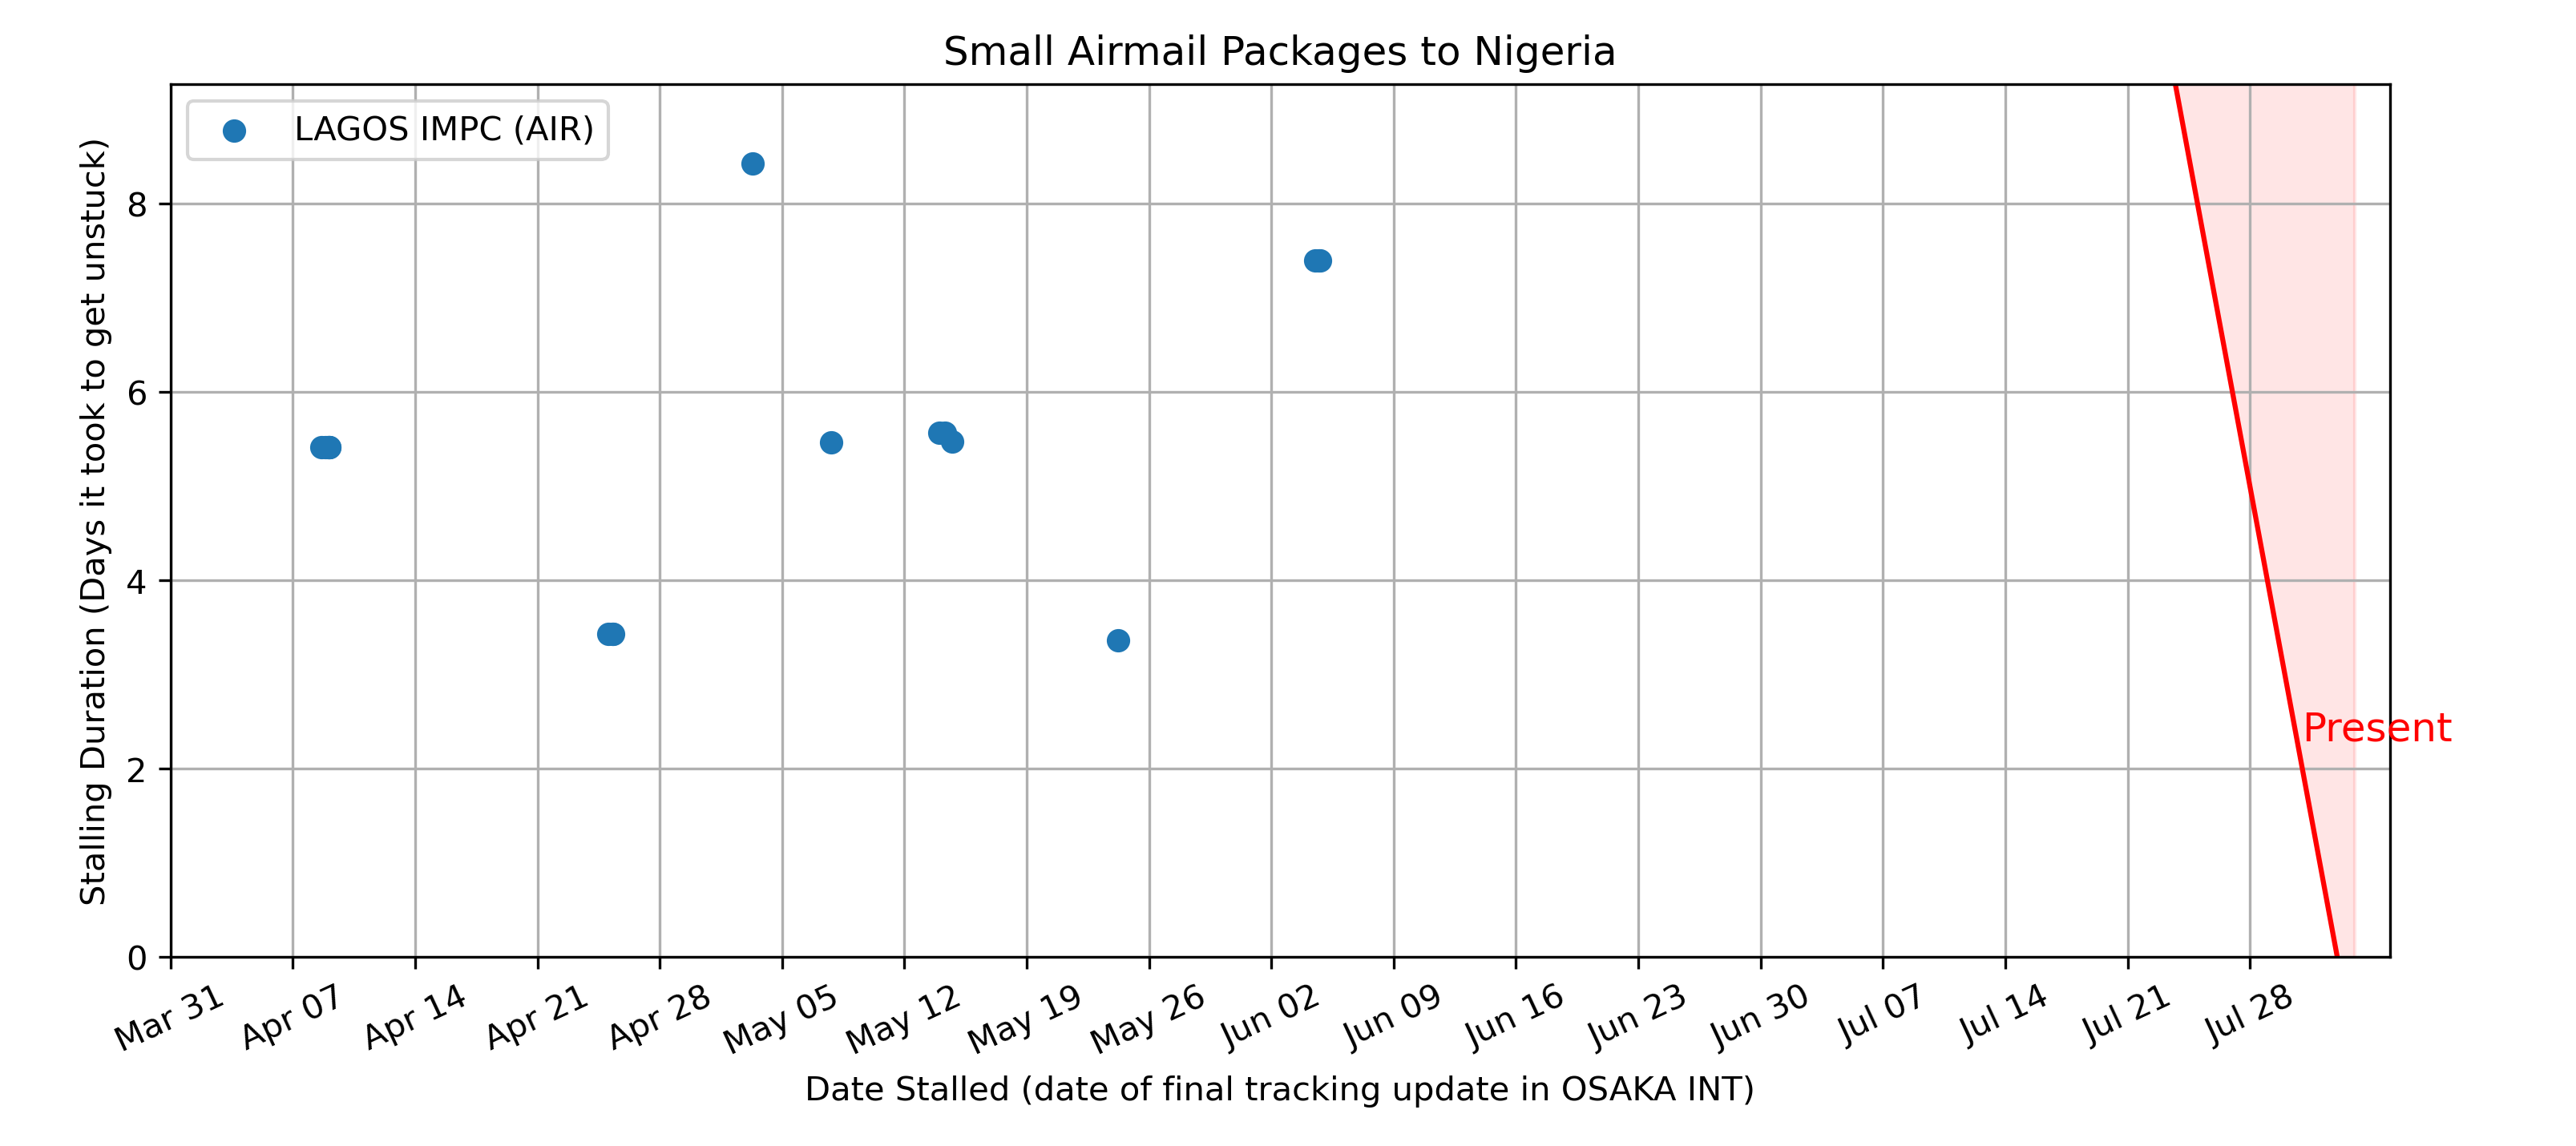 Small Airmail Packages to Nigeria
LAGOS IMPC (AIR)
Stalling Duration (Days it took to get unstuck)
8
6
4
2
0
Present
Mar 31
Apr 07
Apr 14
Apr 21
Apr 28
May 05
May 12
May 19
May 26
Jun 02
Jun 09
Jun 16
Jun 23
Jun 30
Jul 07
Jul 14
Jul 21
Jul 28
Date Stalled (date of final tracking update in OSAKA INT)